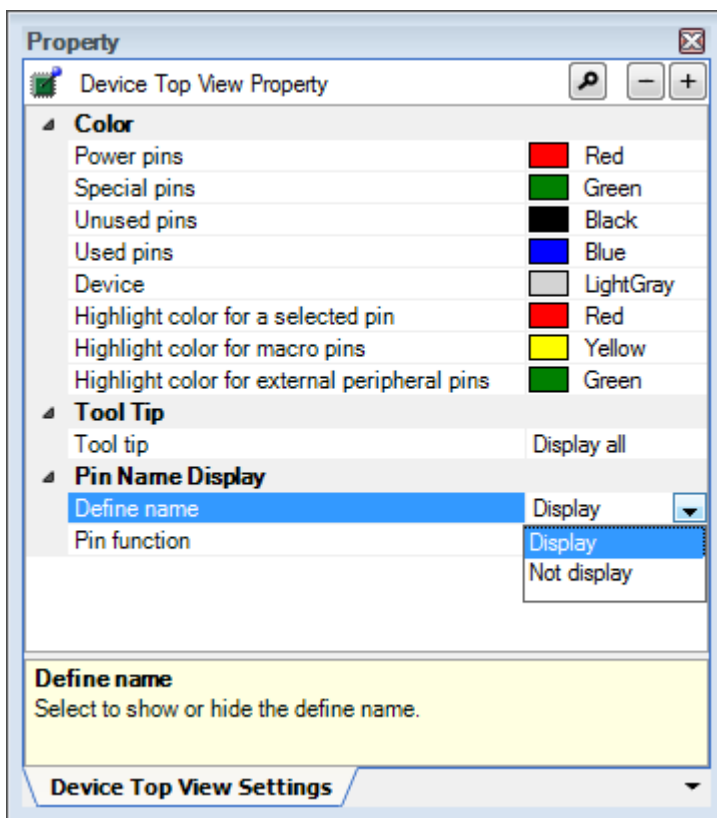 Property
Device Top View Property
Color
Power pins Red
Special pins Green
Unused pins Black
Used pins Blue
Device LightGray
Highlight color for a selected pin Red
Highlight color for macro pins Yellow
Highlight color for external peripheral pins Green
Tool Tip
Tool tip Display all
Pin Name Display
Define name Display
Pin function Display
Not display
Define name
Select to show or hide the define name.
Device Top View Settings